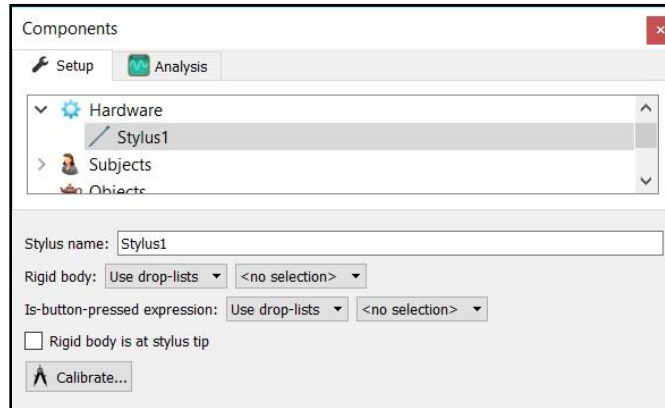 Components
Setup Analysis
Hardware
Stylus1
Subjects
Objects
Stylus name: Stylus1
Rigid body: Use drop-lists <no selection>
Is-button-pressed expression: Use drop-lists <no selection>
Rigid body is at stylus tip
Calibrate...